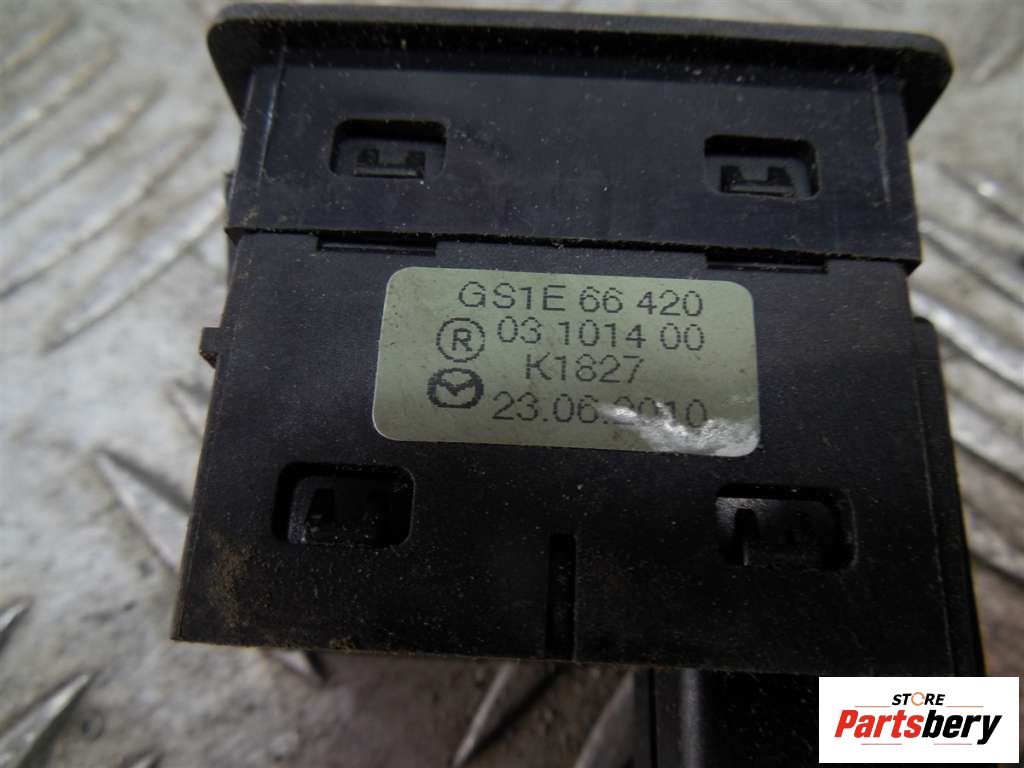 GS1E 66 420
® 03 1014 00
K1827
23.06.2010
STORE
Partsbery